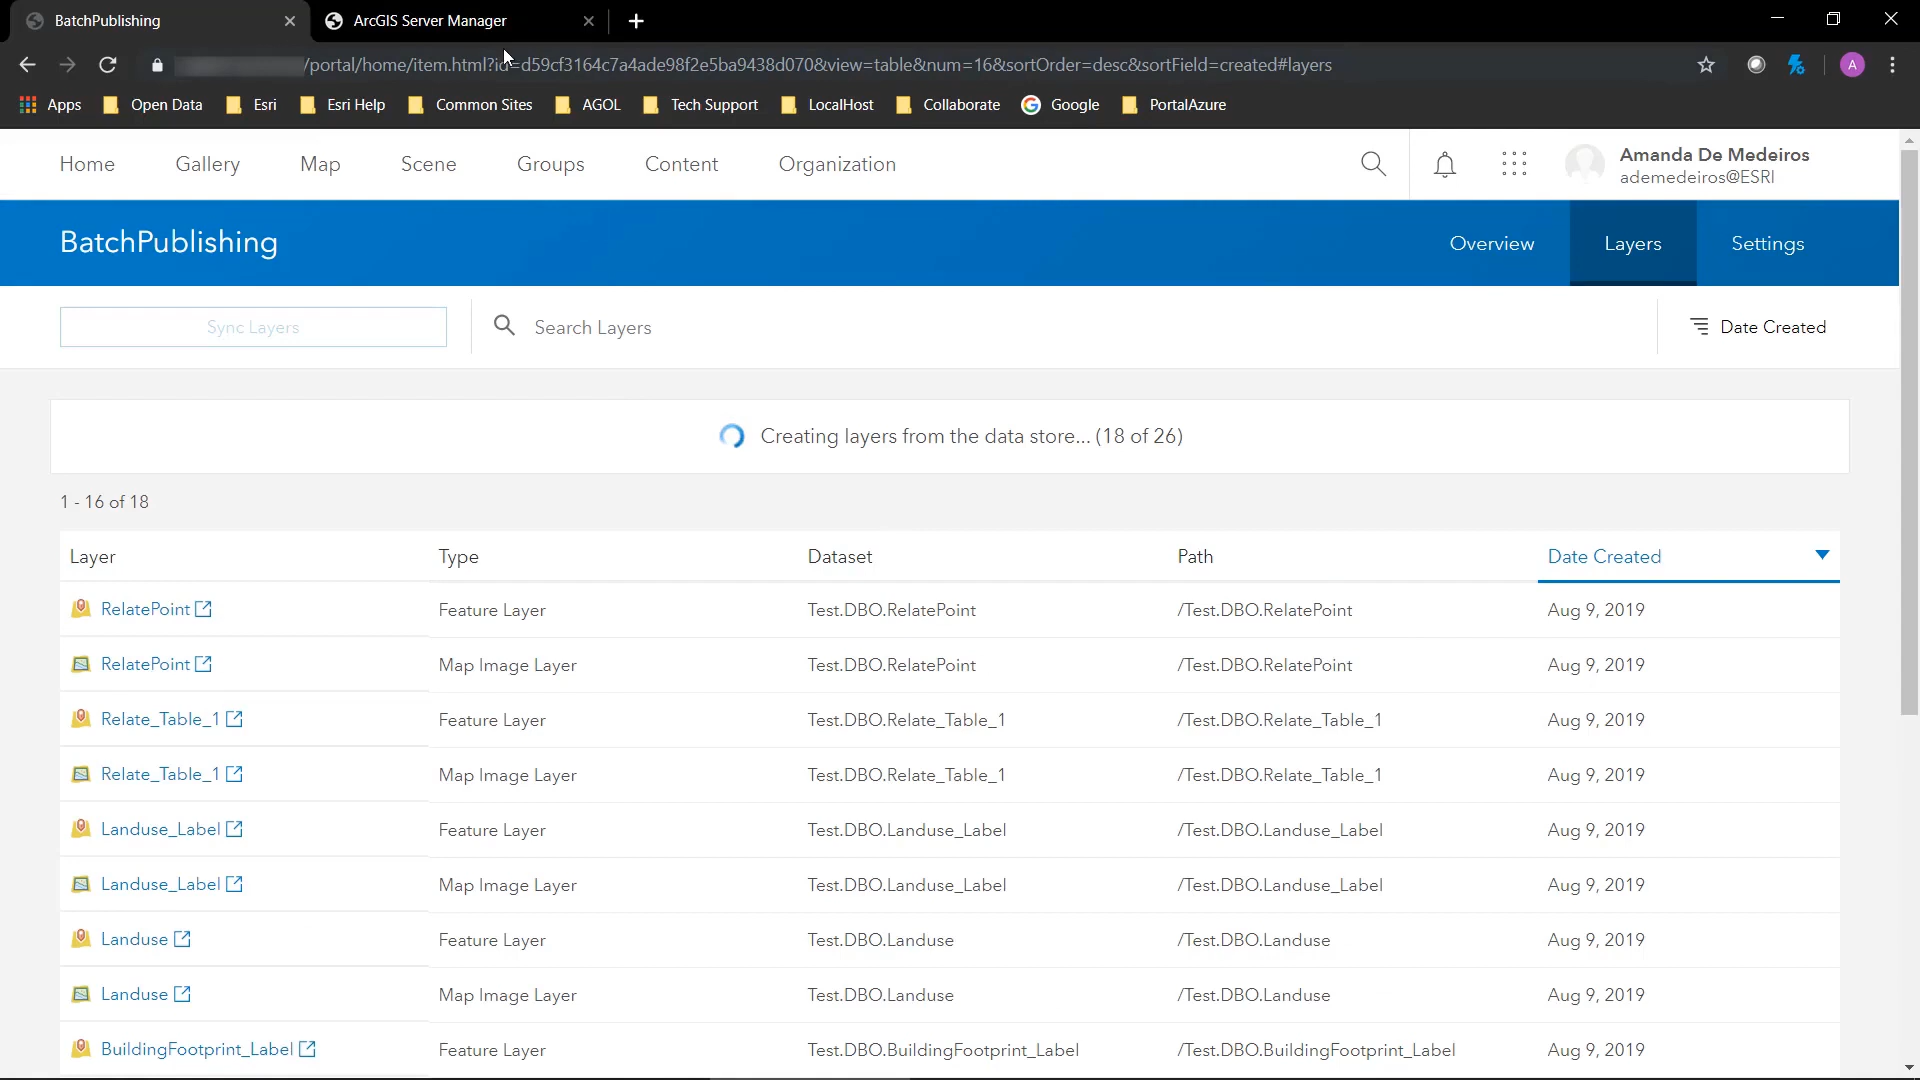 BatchPublishing
ArcGIS Server Manager
/portal/home/item.html?id=d59cf3164c7a4ade98f2e5ba9438d070&view=table&num=16&sortOrder=desc&sortField=created#layers
A
Apps Open Data Esri Esri Help Common Sites AGOL Tech Support LocalHost Collaborate Google PortalAzure
Home Gallery Map Scene Groups Content Organization
Amanda De Medeiros
ademedeiros@ESRI
BatchPublishing Overview Layers Settings
Sync Layers Search Layers Date Created
Creating layers from the data store... (18 of 26)
1 - 16 of 18
Layer Type Dataset Path Date Created
RelatePoint Feature Layer Test.DBO.RelatePoint /Test.DBO.RelatePoint Aug 9, 2019
RelatePoint Map Image Layer Test.DBO.RelatePoint /Test.DBO.RelatePoint Aug 9, 2019
Relate_Table_1 Feature Layer Test.DBO.Relate_Table_1 /Test.DBO.Relate_Table_1 Aug 9, 2019
Relate_Table_1 Map Image Layer Test.DBO.Relate_Table_1 /Test.DBO.Relate_Table_1 Aug 9, 2019
Landuse_Label Feature Layer Test.DBO.Landuse_Label /Test.DBO.Landuse_Label Aug 9, 2019
Landuse_Label Map Image Layer Test.DBO.Landuse_Label /Test.DBO.Landuse_Label Aug 9, 2019
Landuse Feature Layer Test.DBO.Landuse /Test.DBO.Landuse Aug 9, 2019
Landuse Map Image Layer Test.DBO.Landuse /Test.DBO.Landuse Aug 9, 2019
BuildingFootprint_Label Feature Layer Test.DBO.BuildingFootprint_Label /Test.DBO.BuildingFootprint_Label Aug 9, 2019